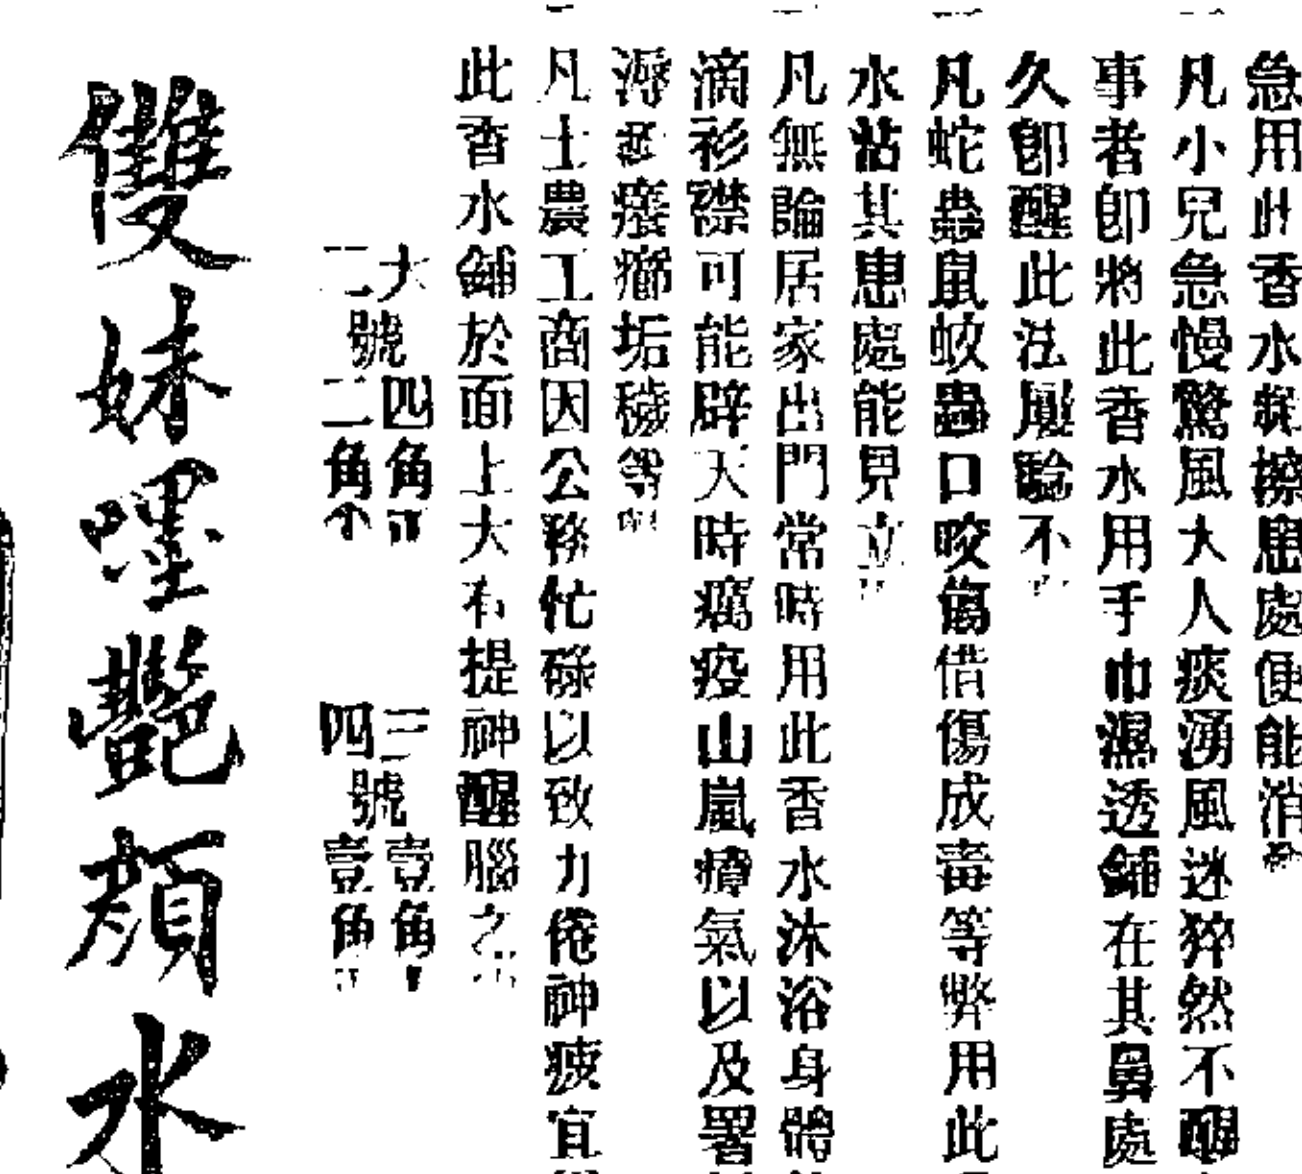 急用此香水擦患處便能消
凡小兒急慢驚風大人痰湧風迷猝然不醒
事者卽將此香水用手巾濕透鋪在其鼻處
久卽醒此法屢驗不
凡蛇蟲鼠蚊蟲口咬傷借傷成毒等弊用此
水沾其患處能見立
凡無論居家出門常時用此香水沐浴身體
滴衫襟可能辟天時癘疫山嵐瘴氣以及署
癢癤垢穢等
凡士農工商因公務忙碌以致力倦神疲宜
此香水鋪於面上大有提神醒腦之
大號四角 三號壹角
二號二角 四號壹角
雙妹嚜艷顏水